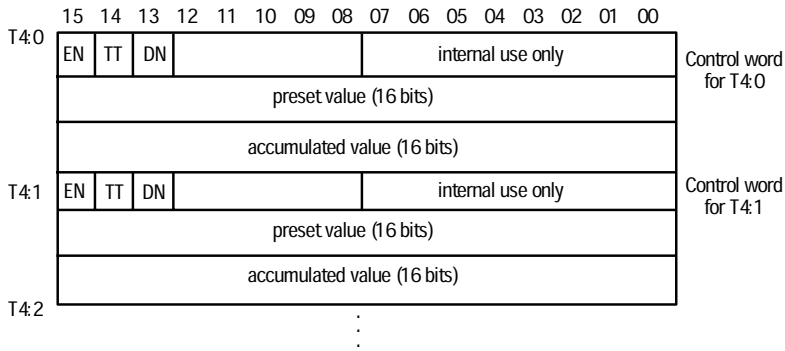 15 14 13 12 11 10 09 08 07 06 05 04 03 02 01 00
T4:0
EN TT DN internal use only
Control word
for T4:0
preset value (16 bits)
accumulated value (16 bits)
T4:1 EN TT DN internal use only
Control word
for T4:1
preset value (16 bits)
accumulated value (16 bits)
T4:2
.
.
.